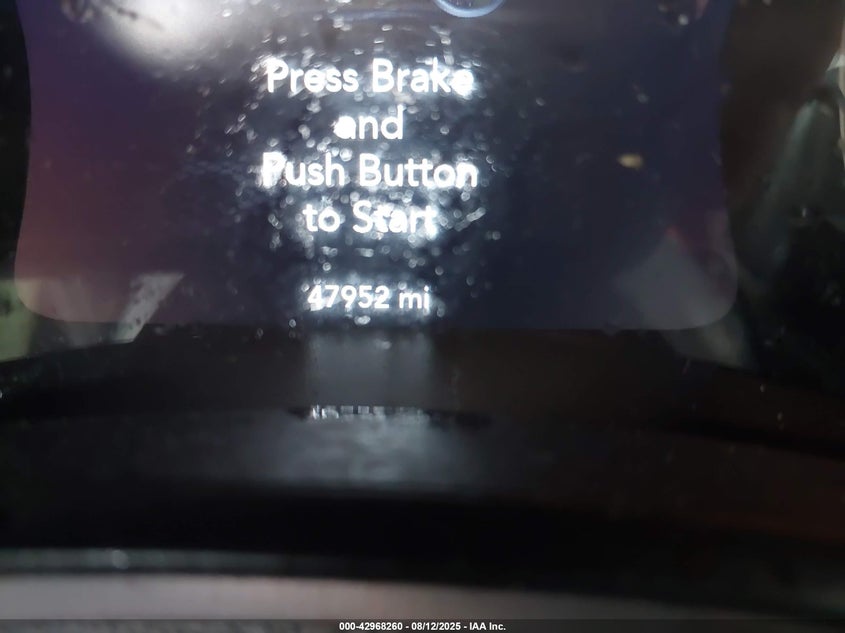 Press Brake
and
Push Button
to Start
47952 mi
000-42968260 - 08/12/2025 - IAA Inc.